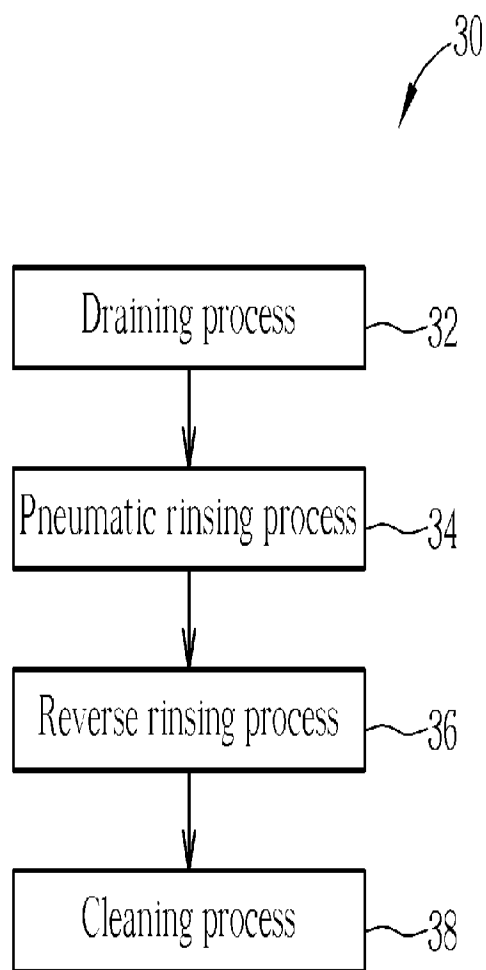 30
Draining process
32
Pneumatic rinsing process
34
Reverse rinsing process
36
Cleaning process
38